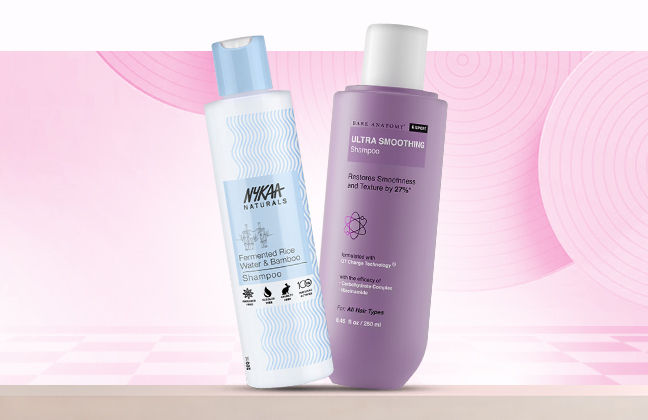 NYKAA
NATURALS
Fermented Rice
Water & Bamboo
Shampoo
BARE ANATOMY
EXPERT
ULTRA SMOOTHING
Shampoo
Restores Smoothness
and Texture by 27%*
formulated with
QT Charge Technology
with the efficacy of
Carbohydrate Complex
Niacinamide
For All Hair Types
8.45 fl oz / 250 ml